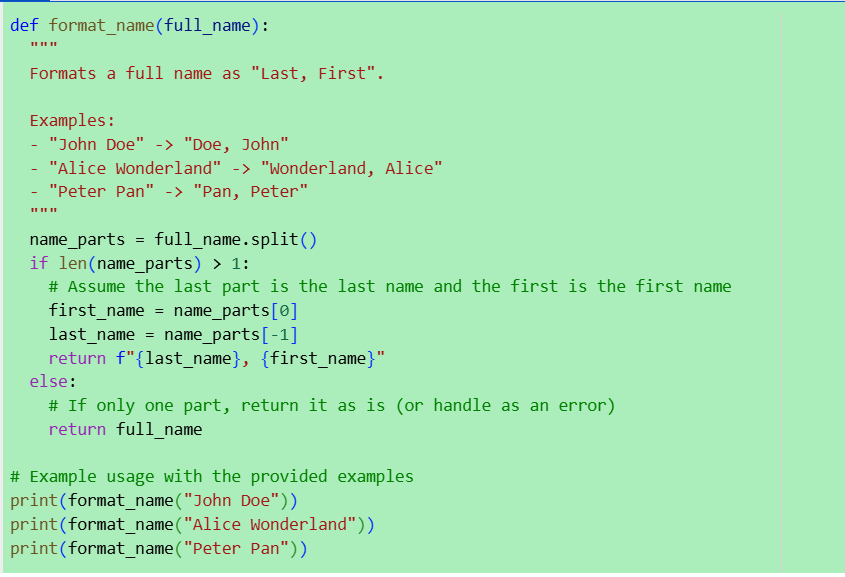 def format_name(full_name):
  """
  Formats a full name as "Last, First".

  Examples:
  - "John Doe" -> "Doe, John"
  - "Alice Wonderland" -> "Wonderland, Alice"
  - "Peter Pan" -> "Pan, Peter"
  """
  name_parts = full_name.split()
  if len(name_parts) > 1:
    # Assume the last part is the last name and the first is the first name
    first_name = name_parts[0]
    last_name = name_parts[-1]
    return f"{last_name}, {first_name}"
  else:
    # If only one part, return it as is (or handle as an error)
    return full_name

# Example usage with the provided examples
print(format_name("John Doe"))
print(format_name("Alice Wonderland"))
print(format_name("Peter Pan"))